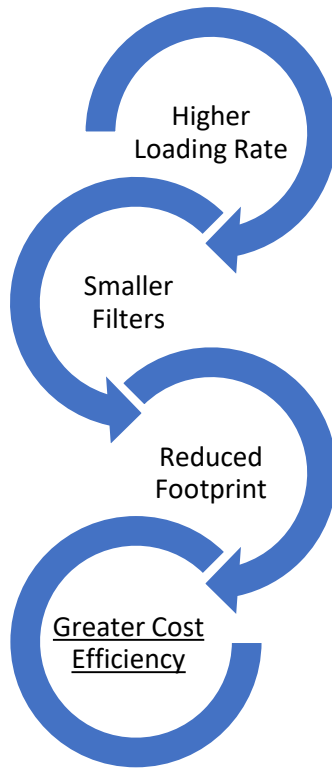 Higher
Loading Rate
Smaller
Filters
Reduced
Footprint
Greater Cost
Efficiency